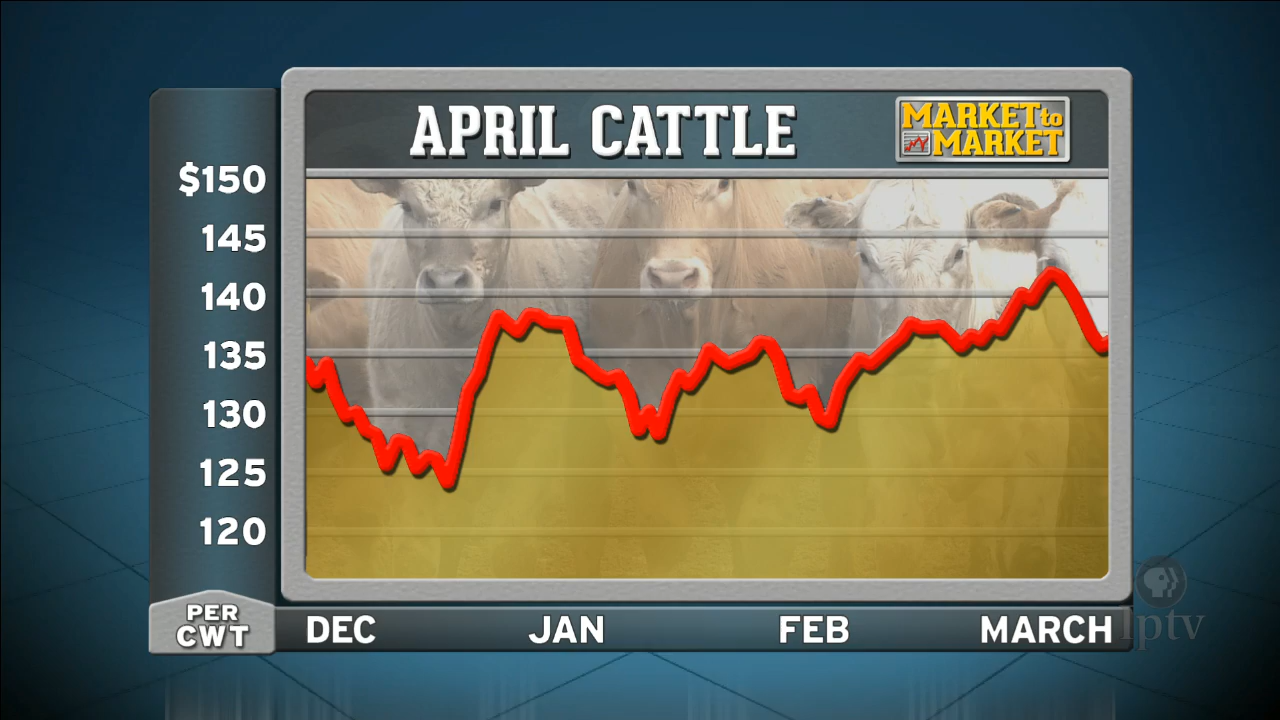 APRIL CATTLE
MARKET to
MARKET
$150
145
140
135
130
125
120
PER
CWT
DEC JAN FEB MARCH
iptv